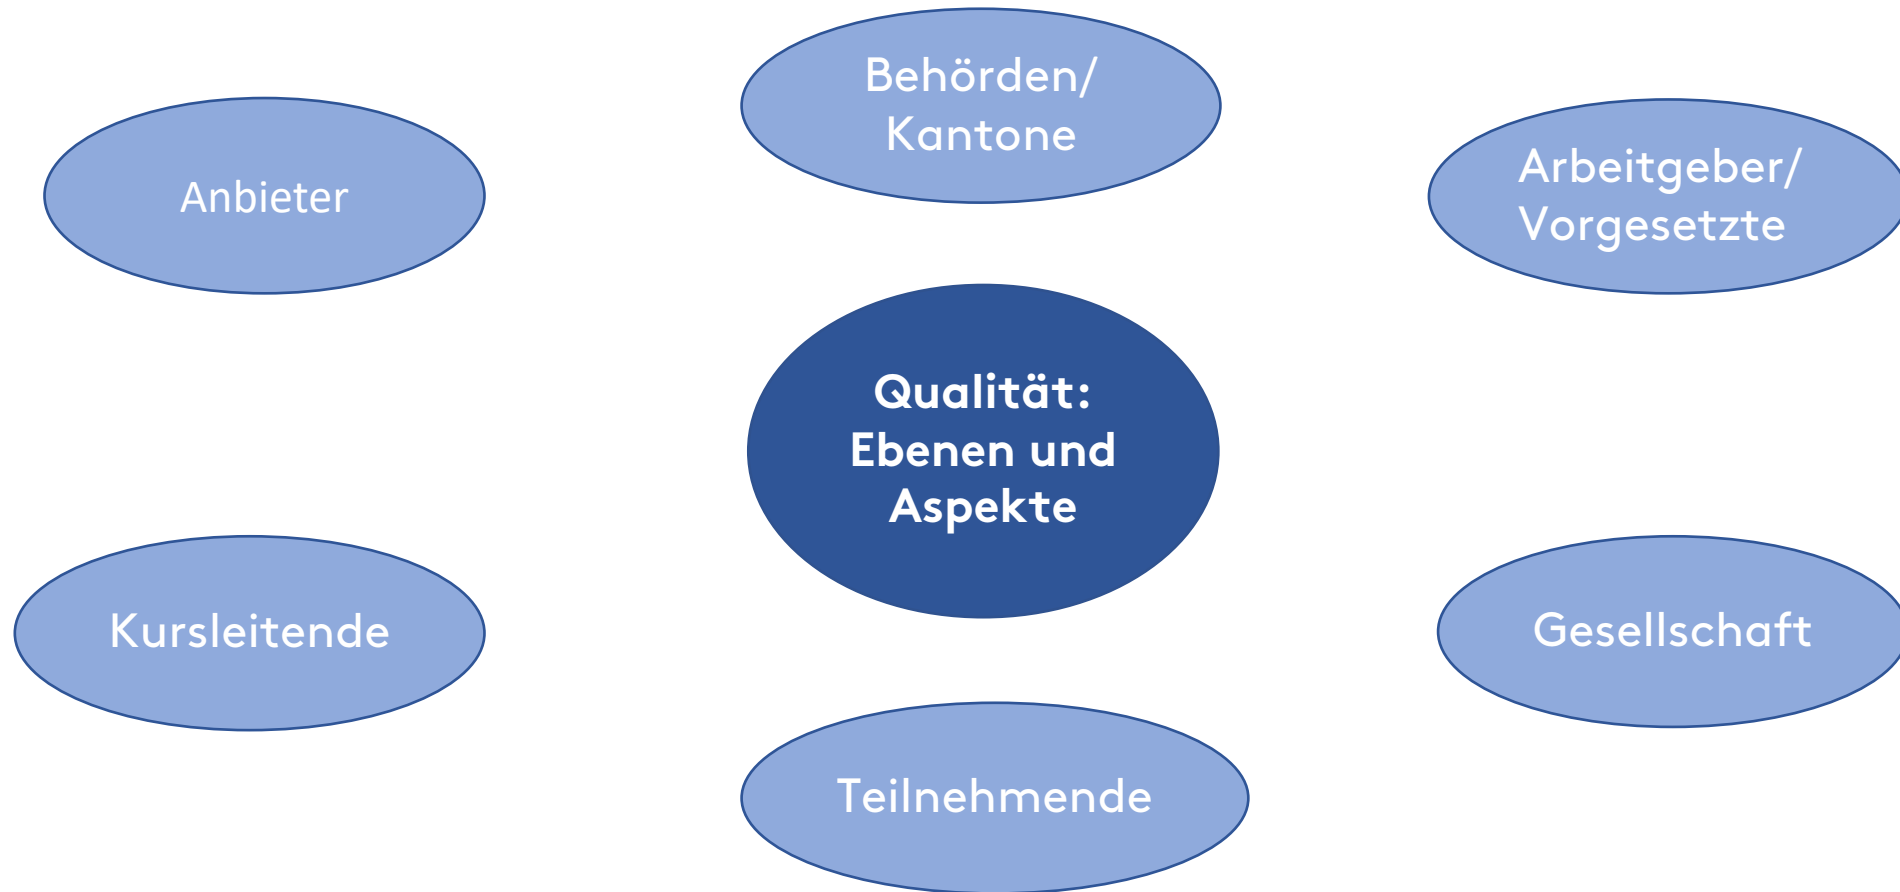 Behörden/
Kantone
Anbieter
Arbeitgeber/
Vorgesetzte
Qualität:
Ebenen und
Aspekte
Kursleitende
Gesellschaft
Teilnehmende